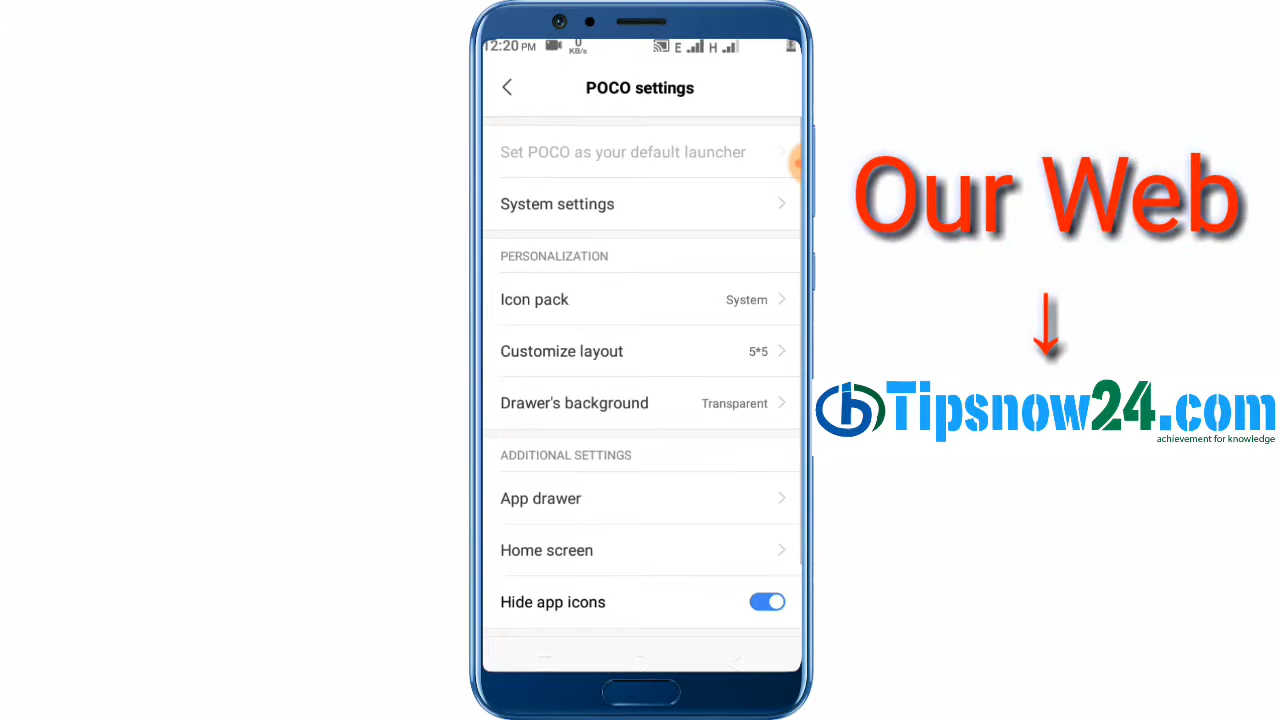 12:20 PM 0 KB/s E H
POCO settings
Set POCO as your default launcher
System settings
PERSONALIZATION
Icon pack System
Customize layout 5*5
Drawer's background Transparent
ADDITIONAL SETTINGS
App drawer
Home screen
Hide app icons
Our Web
↓
Tipsnow24.com
achievement for knowledge